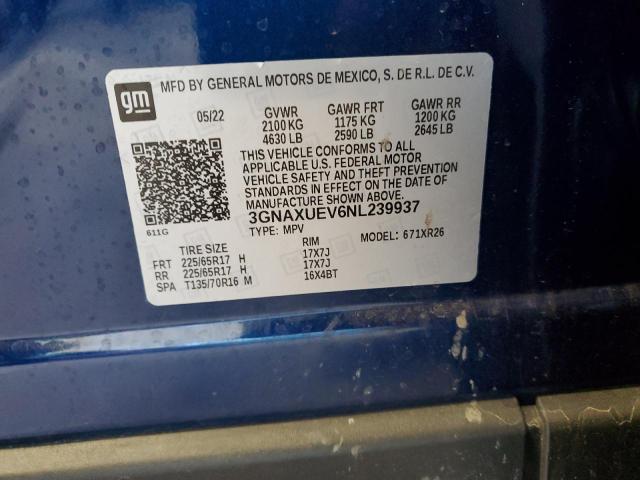 gm
MFD BY GENERAL MOTORS DE MEXICO, S. DE R.L. DE C.V.
05/22 GVWR GAWR FRT GAWR RR
2100 KG 1175 KG 1200 KG
4630 LB 2590 LB 2645 LB
THIS VEHICLE CONFORMS TO ALL
APPLICABLE U.S. FEDERAL MOTOR
VEHICLE SAFETY AND THEFT PREVENTION
STANDARDS IN EFFECT ON THE DATE OF
MANUFACTURE SHOWN ABOVE.
3GNAXUEV6NL239937
611G TYPE: MPV MODEL: 671XR26
TIRE SIZE RIM
FRT 225/65R17 H 17X7J
RR 225/65R17 H 17X7J
SPA T135/70R16 M 16X4BT